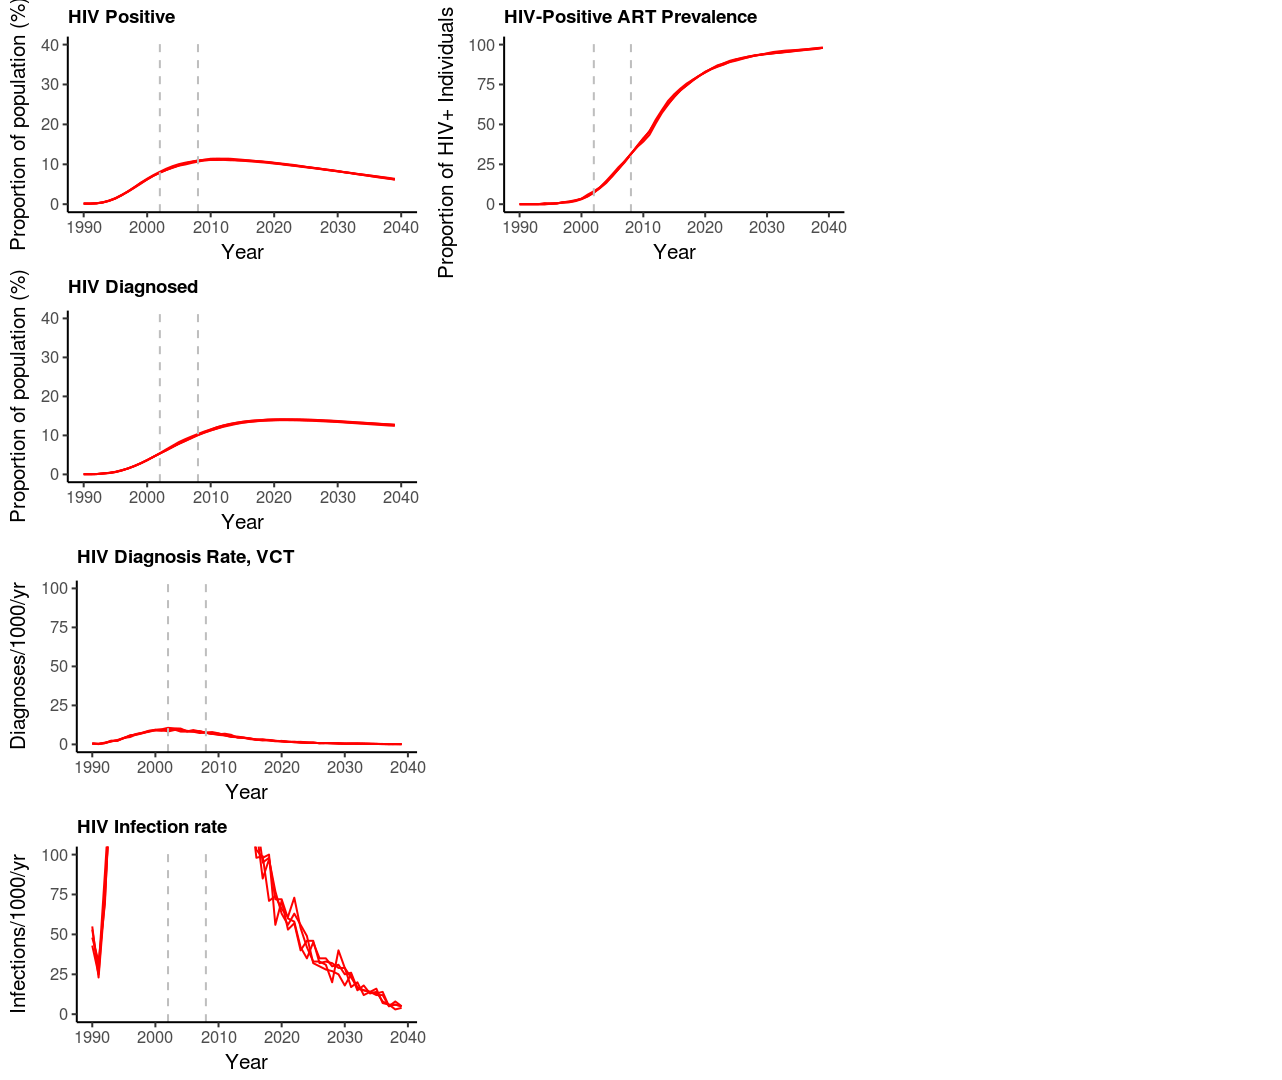 HIV Positive
Proportion of population (%)
40
30
20
10
0
1990 2000 2010 2020 2030 2040
Year
HIV-Positive ART Prevalence
Proportion of HIV+ Individuals
100
75
50
25
0
1990 2000 2010 2020 2030 2040
Year
HIV Diagnosed
Proportion of population (%)
40
30
20
10
0
1990 2000 2010 2020 2030 2040
Year
HIV Diagnosis Rate, VCT
Diagnoses/1000/yr
100
75
50
25
0
1990 2000 2010 2020 2030 2040
Year
HIV Infection rate
Infections/1000/yr
100
75
50
25
0
1990 2000 2010 2020 2030 2040
Year